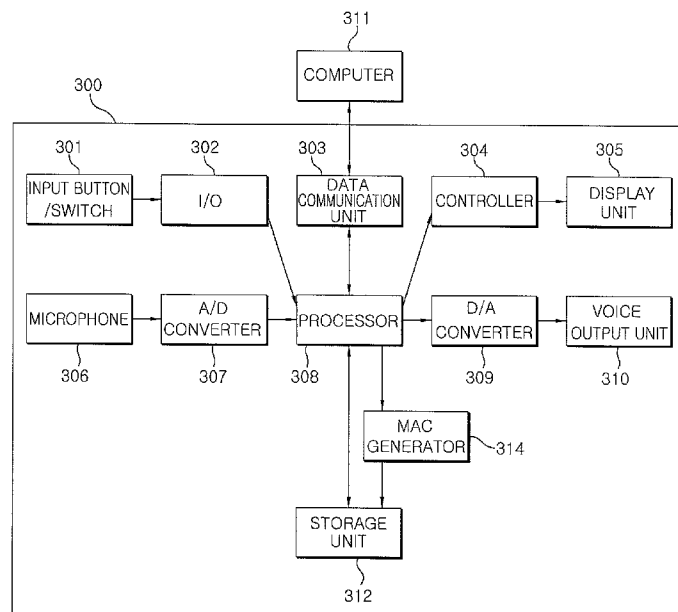 311
COMPUTER
300
301
302
303
304
305
INPUT BUTTON
/SWITCH
I/O
DATA
COMMUNICATION
UNIT
CONTROLLER
DISPLAY
UNIT
MICROPHONE
A/D
CONVERTER
PROCESSOR
D/A
CONVERTER
VOICE
OUTPUT UNIT
306
307
308
309
310
MAC
GENERATOR
314
STORAGE
UNIT
312